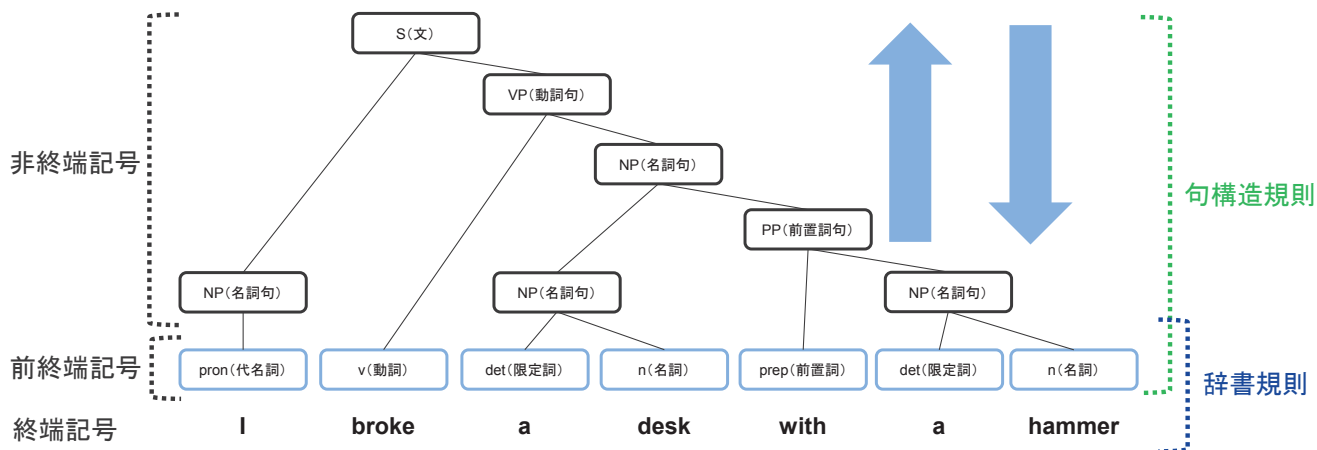 S(文)
VP(動詞句)
非終端記号
NP(名詞句)
句構造規則
PP(前置詞句)
NP(名詞句) NP(名詞句) NP(名詞句)
前終端記号 pron(代名詞) v(動詞) det(限定詞) n(名詞) prep(前置詞) det(限定詞) n(名詞)
辞書規則
終端記号 I broke a desk with a hammer